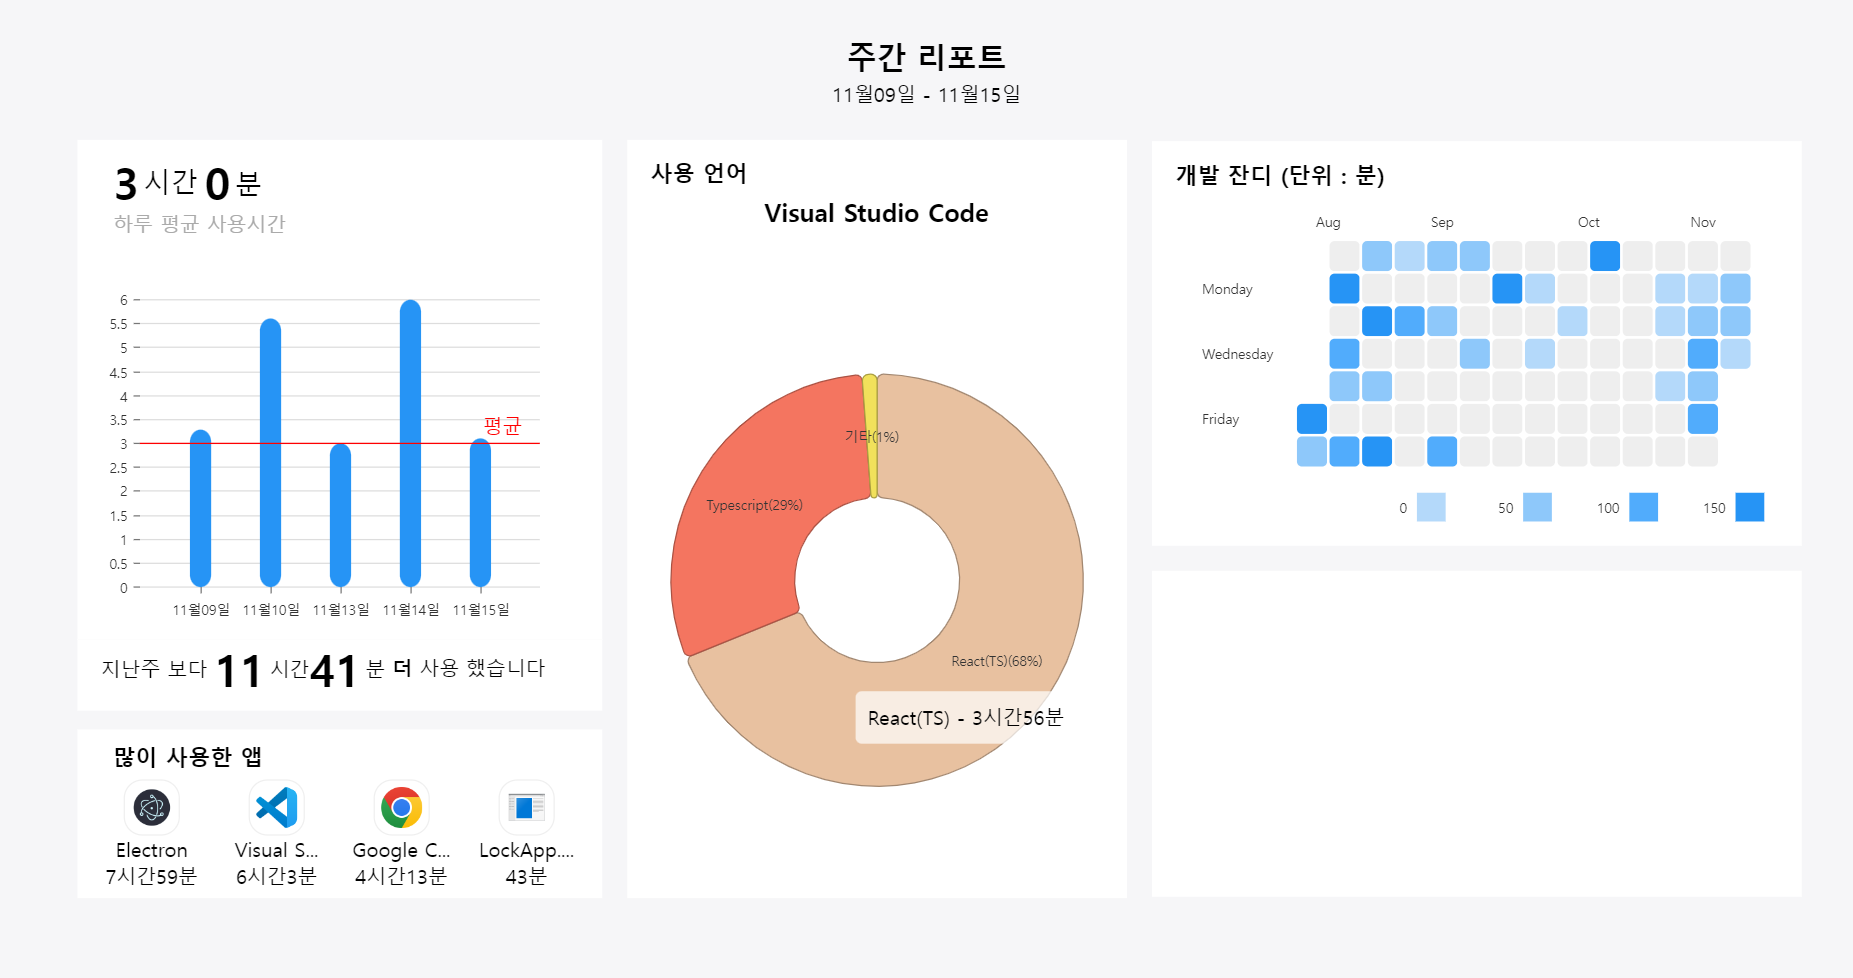 주간 리포트
11월09일 - 11월15일
3 시간 0 분
하루 평균 사용시간
6
5.5
5
4.5
4
3.5
3
2.5
2
1.5
1
0.5
0
평균
11월09일 11월10일 11월13일 11월14일 11월15일
지난주 보다 11 시간 41 분 더 사용 했습니다
많이 사용한 앱
Electron Visual S... Google C... LockApp....
7시간59분 6시간3분 4시간13분 43분
사용 언어
Visual Studio Code
기타(1%)
Typescript(29%)
React(TS)(68%)
React(TS) - 3시간56분
개발 잔디 (단위 : 분)
Aug Sep Oct Nov
Monday
Wednesday
Friday
0 50 100 150